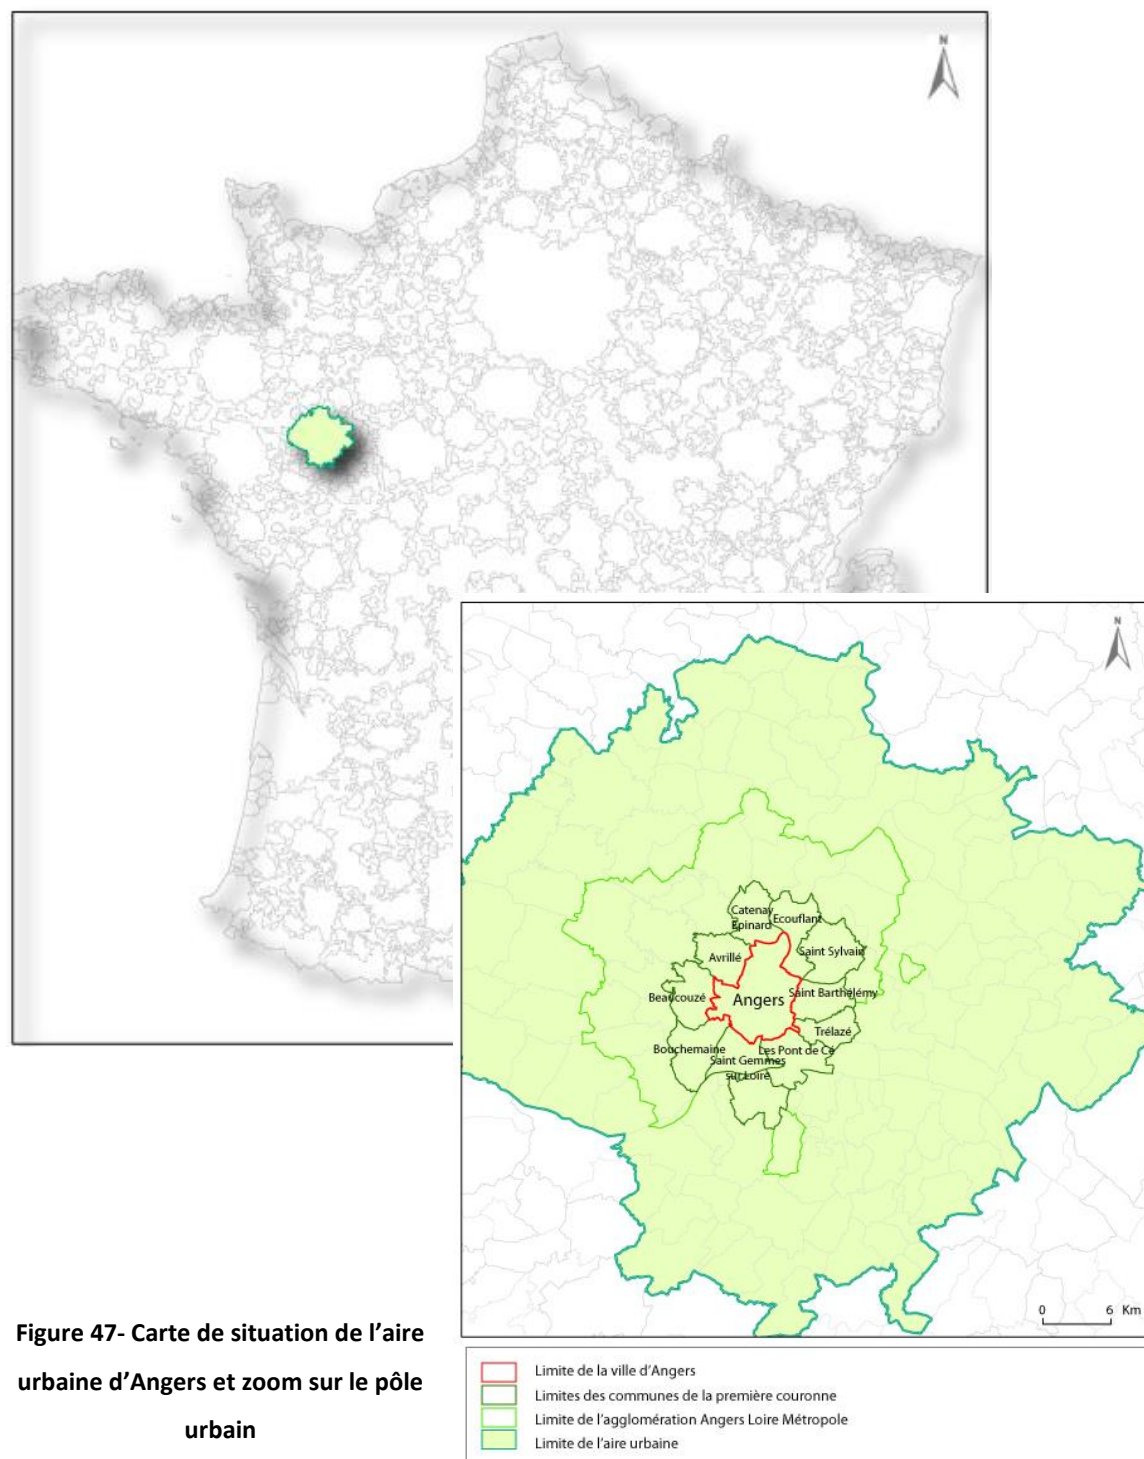 N
N
Catenay
Epinard
Ecouflant
Avrillé
Saint Sylvain
Beaucouzé
Angers
Saint Barthélémy
Trélazé
Bouchemaine
Les Pont de Cé
Saint Gemmes
sur Loire
0 6 Km
Figure 47- Carte de situation de l’aire
urbaine d’Angers et zoom sur le pôle
urbain
Limite de la ville d’Angers
Limites des communes de la première couronne
Limite de l’agglomération Angers Loire Métropole
Limite de l’aire urbaine